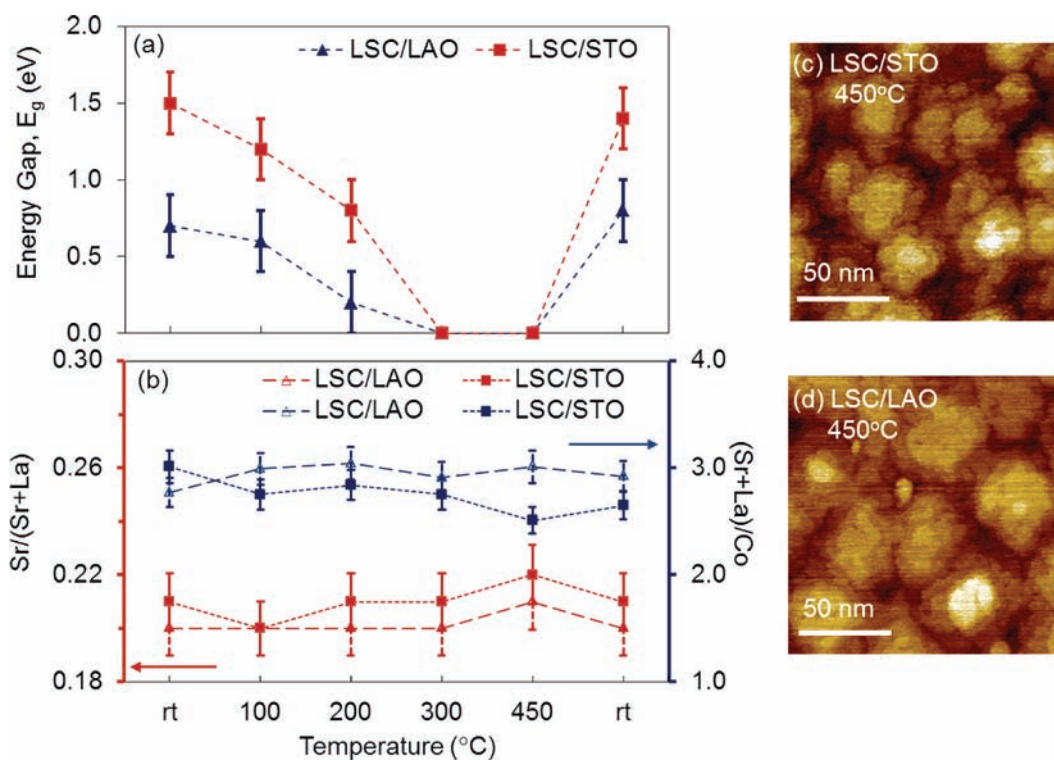 (a)
LSC/LAO LSC/STO
Energy Gap, E_g (eV)
2.0
1.5
1.0
0.5
0.0
(b)
LSC/LAO LSC/STO
LSC/LAO LSC/STO
Sr/(Sr+La)
0.30
0.26
0.22
0.18
(Sr+La)/Co
4.0
3.0
2.0
1.0
rt 100 200 300 450 rt
Temperature (°C)
(c) LSC/STO
450°C
50 nm
(d) LSC/LAO
450°C
50 nm